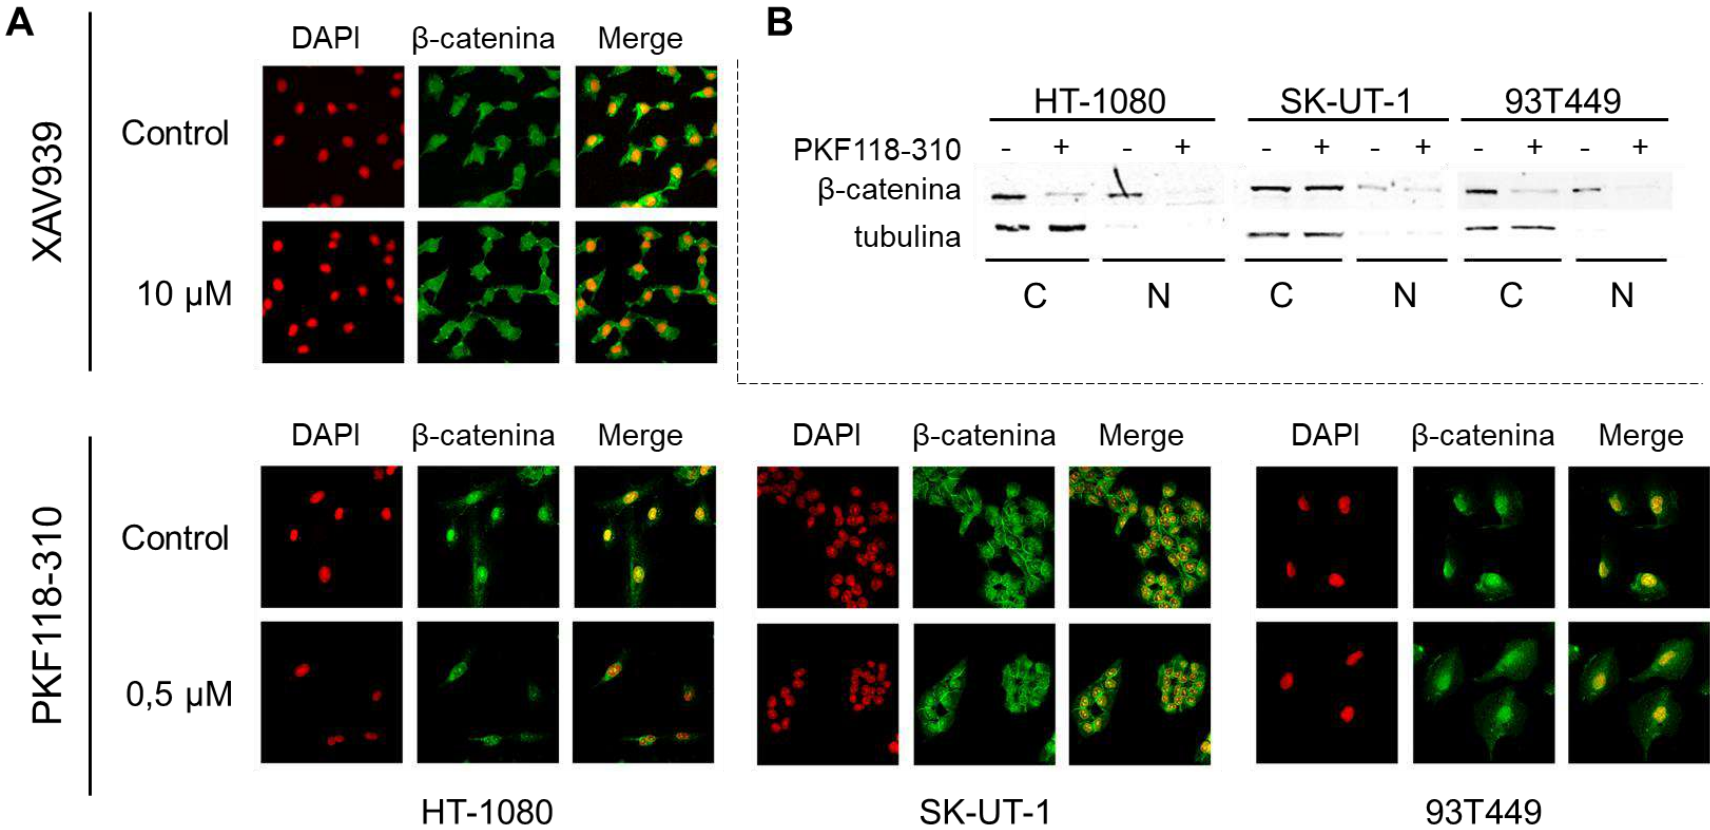 A
DAPI β-catenina Merge
XAV939
Control
10 μM
B
HT-1080 SK-UT-1 93T449
PKF118-310 - + - + - + - + - + - +
β-catenina
tubulina
C N C N C N
DAPI β-catenina Merge DAPI β-catenina Merge DAPI β-catenina Merge
PKF118-310
Control
0,5 μM
HT-1080 SK-UT-1 93T449